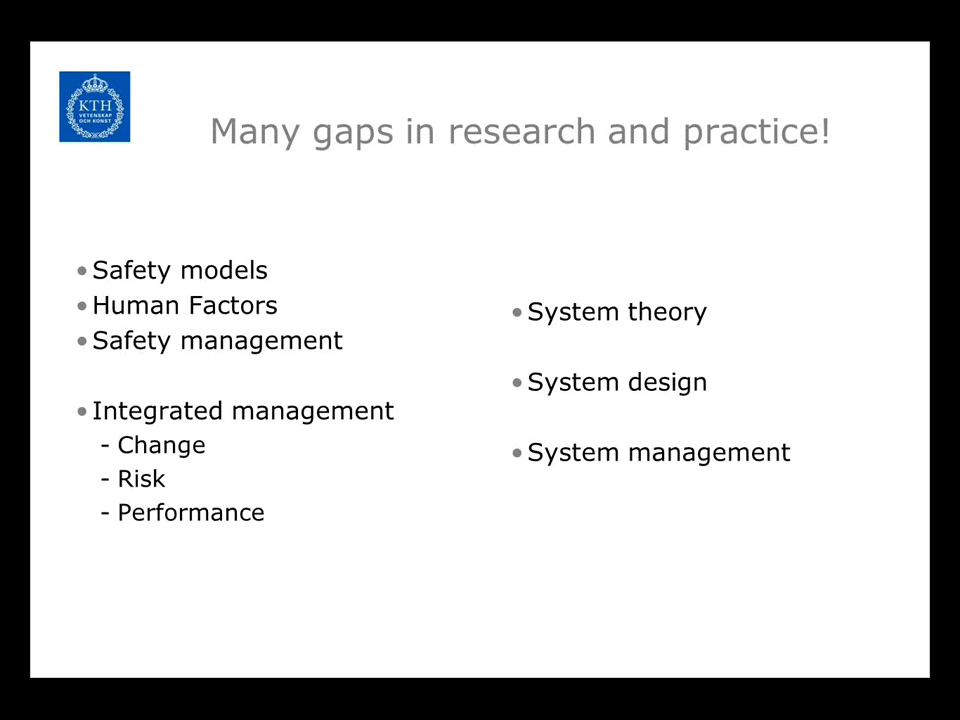 KTH
VETENSKAP
OCH KONST
Many gaps in research and practice!
• Safety models
• Human Factors
• Safety management
• Integrated management
- Change
- Risk
- Performance
• System theory
• System design
• System management